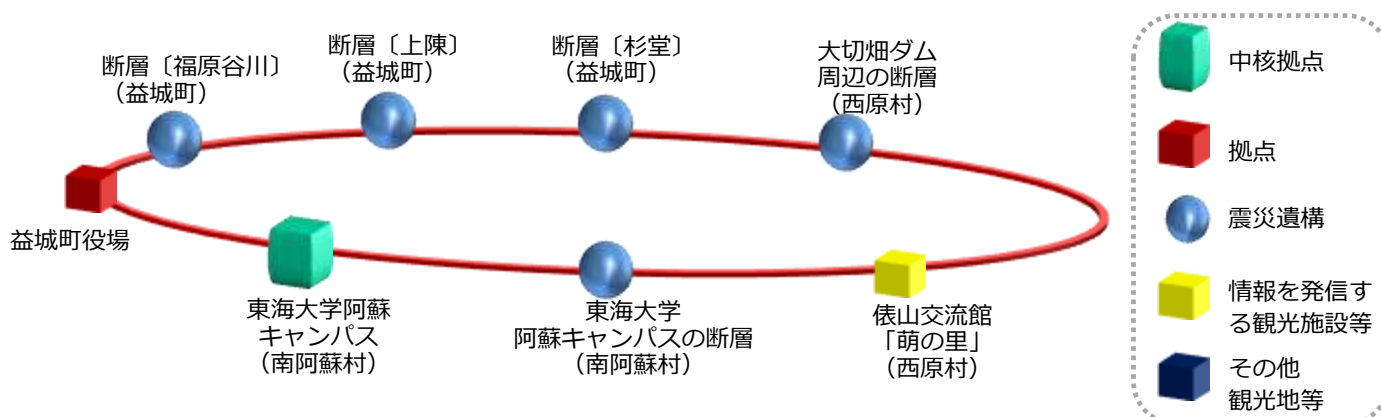 断層〔福原谷川〕
（益城町）
断層〔上陳〕
（益城町）
断層〔杉堂〕
（益城町）
大切畑ダム
周辺の断層
（西原村）
益城町役場
東海大学阿蘇
キャンパス
（南阿蘇村）
東海大学
阿蘇キャンパスの断層
（南阿蘇村）
俵山交流館
「萌の里」
（西原村）
中核拠点
拠点
震災遺構
情報を発信す
る観光施設等
その他
観光地等